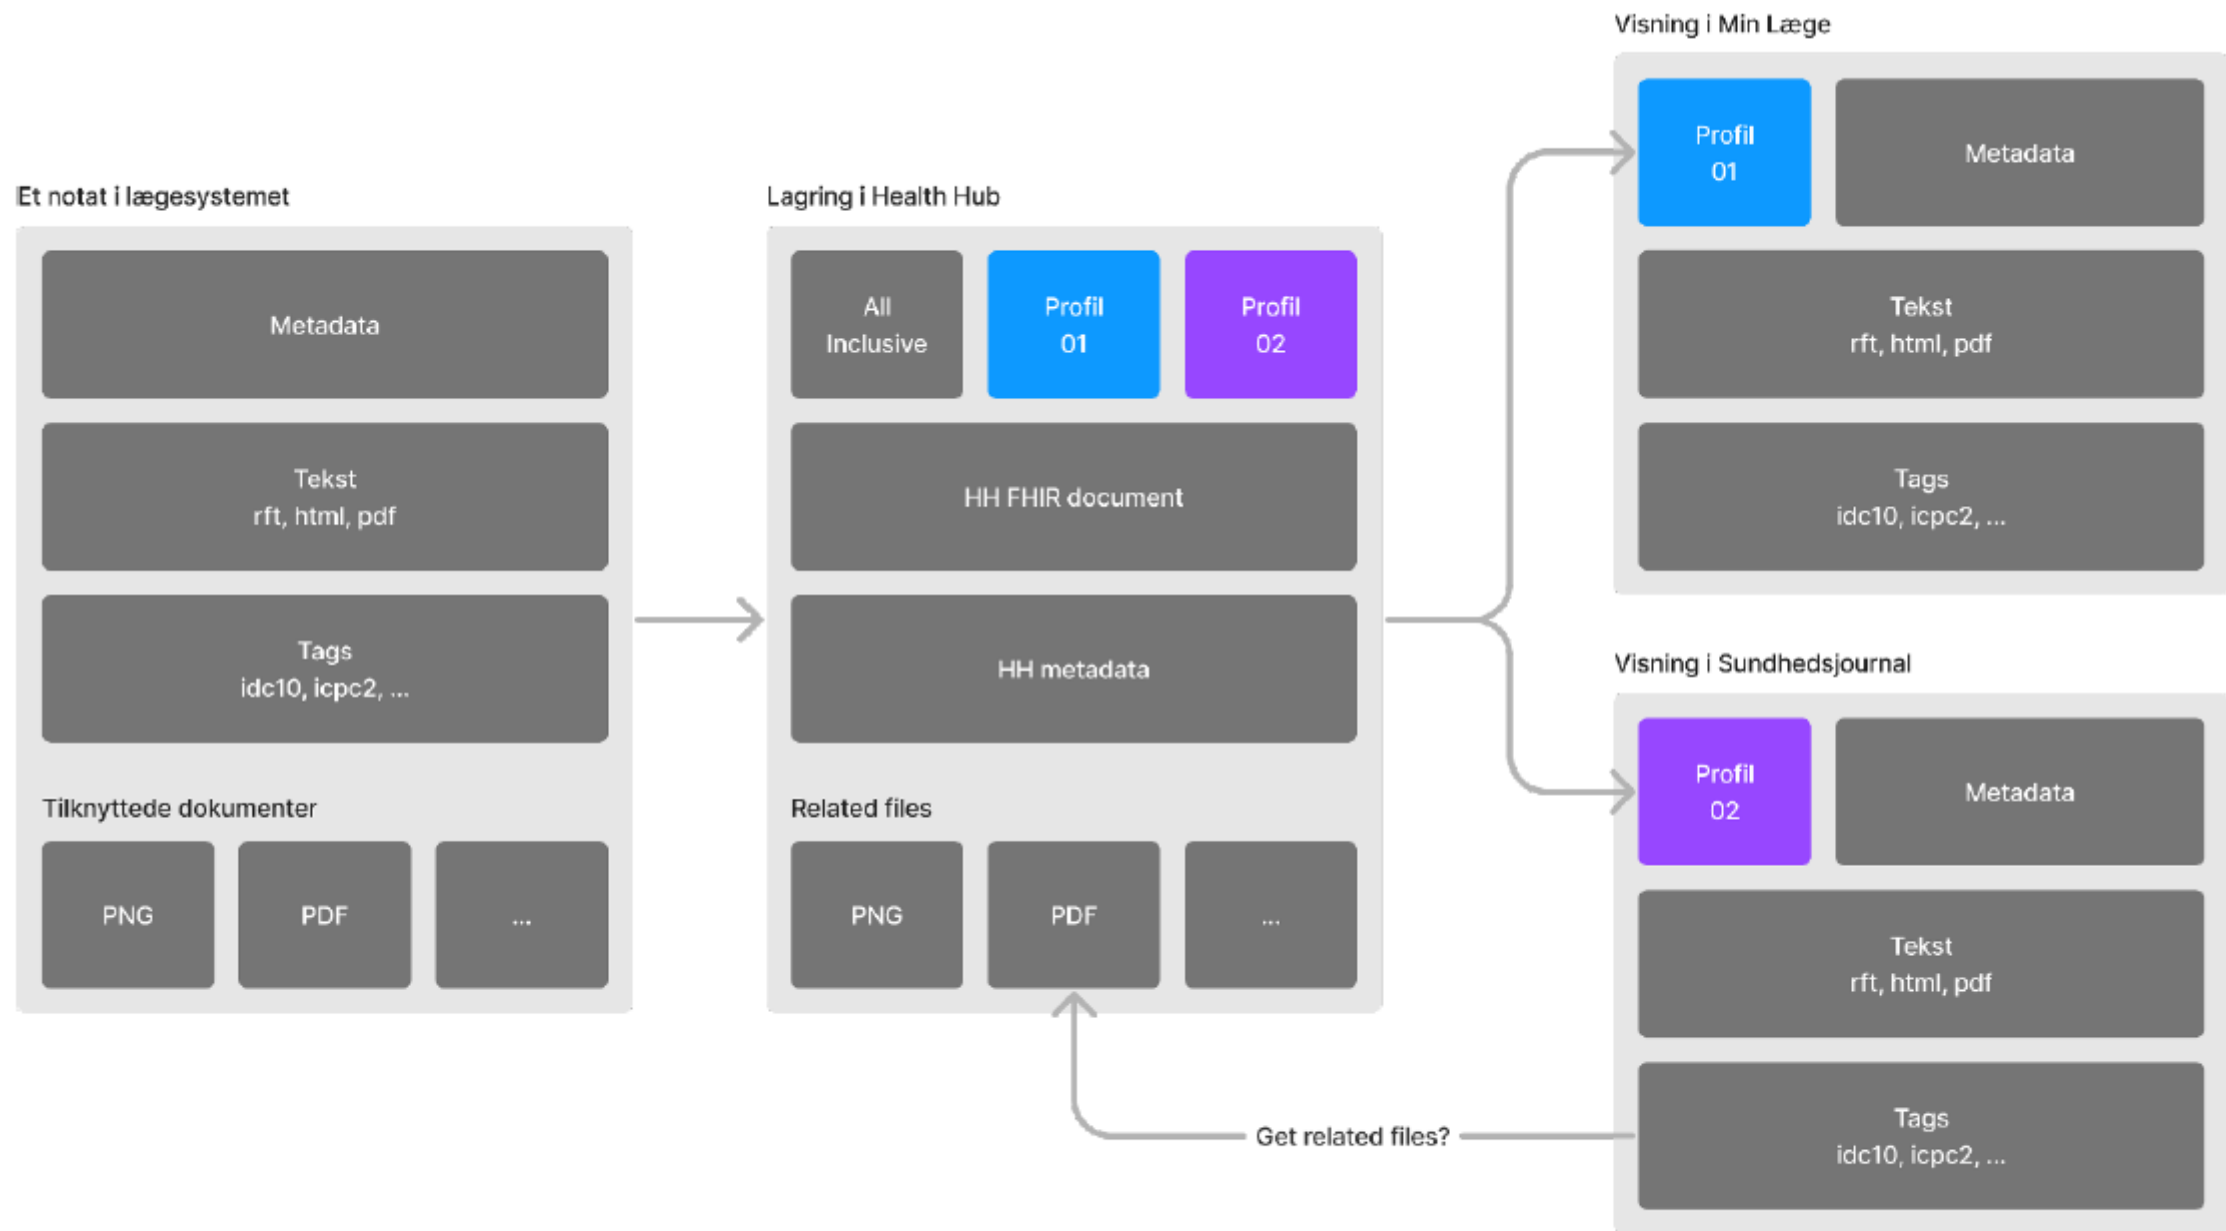 Et notat i lægesystemet
Metadata
Tekst
rft, html, pdf
Tags
idc10, icpc2, ...
Tilknyttede dokumenter
PNG
PDF
...
Lagring i Health Hub
All
Inclusive
Profil
01
Profil
02
HH FHIR document
HH metadata
Related files
PNG
PDF
...
Visning i Min Læge
Profil
01
Metadata
Tekst
rft, html, pdf
Tags
idc10, icpc2, ...
Visning i Sundhedsjournal
Profil
02
Metadata
Tekst
rft, html, pdf
Tags
idc10, icpc2, ...
Get related files?